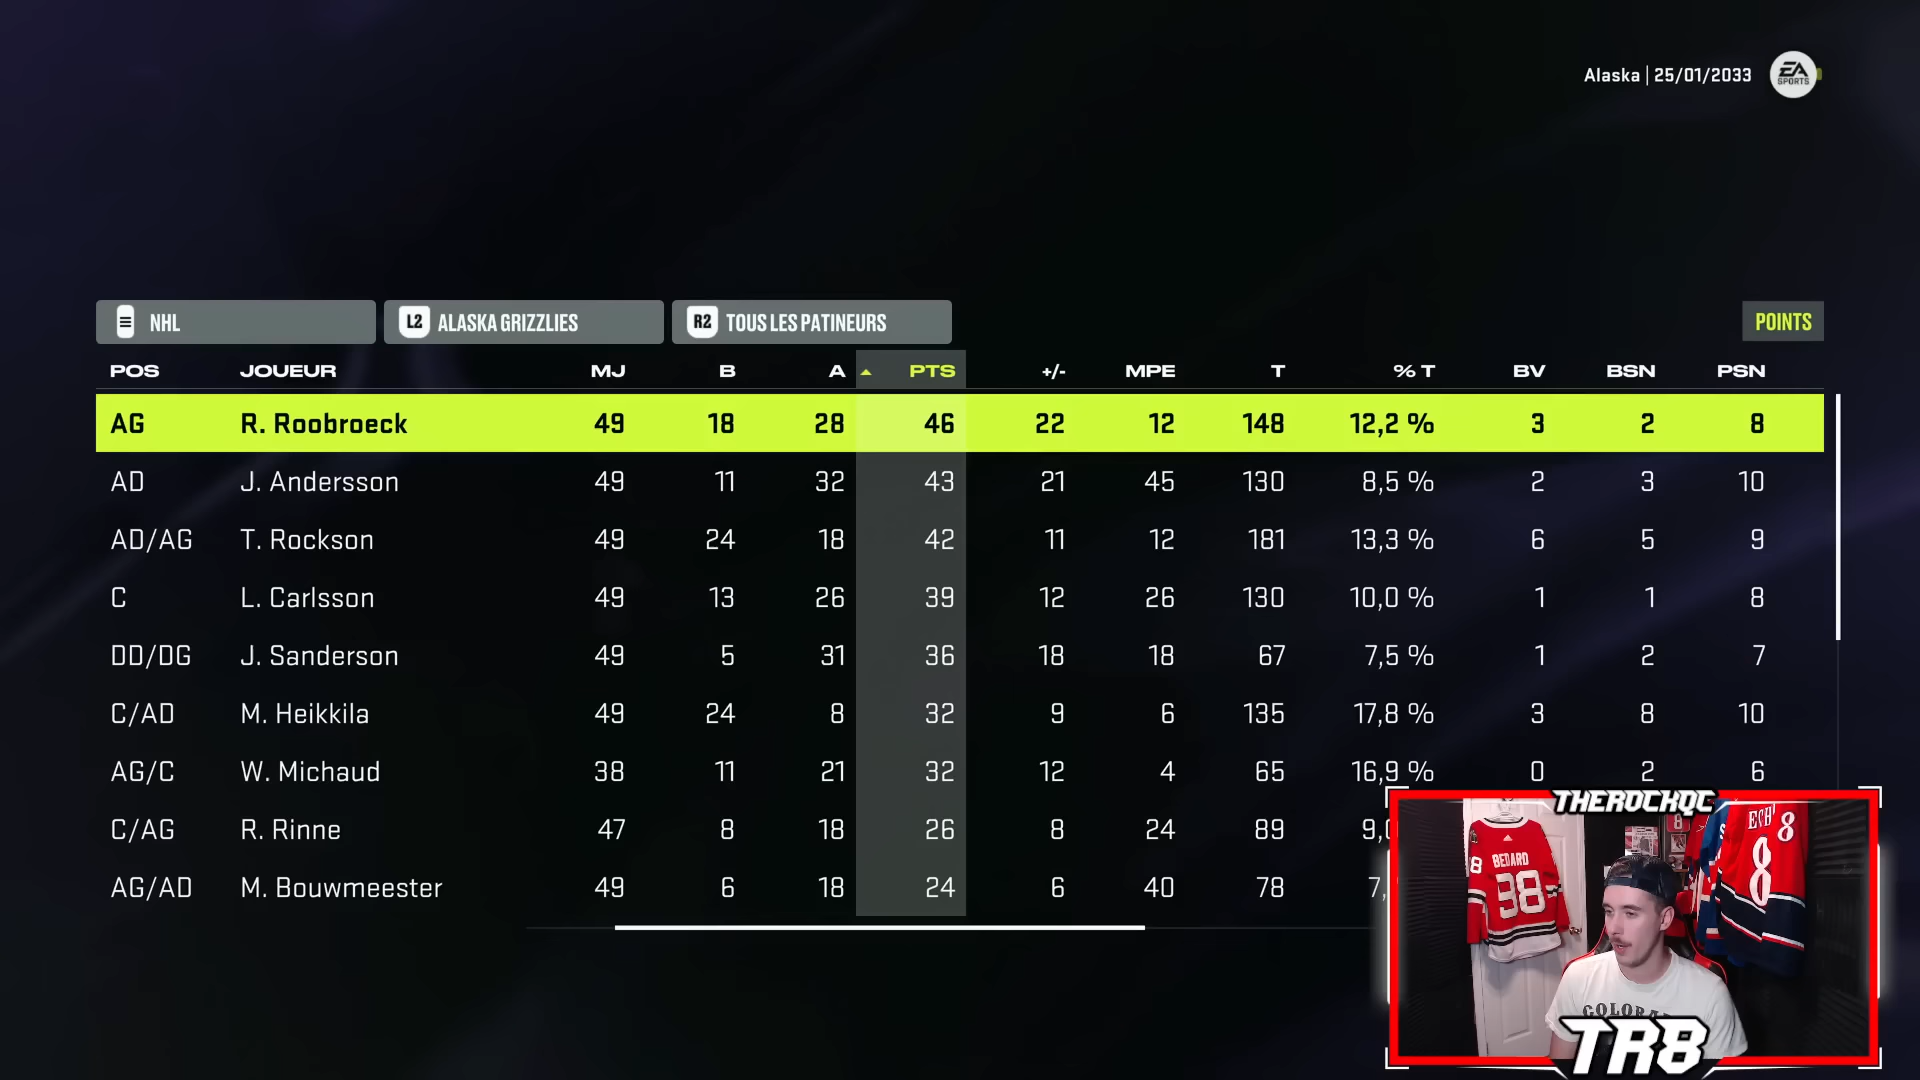 Alaska | 25/01/2033 EA SPORTS
NHL L2 ALASKA GRIZZLIES R2 TOUS LES PATINEURS POINTS
POS JOUEUR MJ B A PTS +/- MPE T % T BV BSN PSN
AG R. Roobroeck 49 18 28 46 22 12 148 12,2 % 3 2 8
AD J. Andersson 49 11 32 43 21 45 130 8,5 % 2 3 10
AD/AG T. Rockson 49 24 18 42 11 12 181 13,3 % 6 5 9
C L. Carlsson 49 13 26 39 12 26 130 10,0 % 1 1 8
DD/DG J. Sanderson 49 5 31 36 18 18 67 7,5 % 1 2 7
C/AD M. Heikkila 49 24 8 32 9 6 135 17,8 % 3 8 10
AG/C W. Michaud 38 11 21 32 12 4 65 16,9 % 0 2 6
C/AG R. Rinne 47 8 18 26 8 24 89
AG/AD M. Bouwmeester 49 6 18 24 6 40 78
THEROCKQC
BEDARD
98
8
8
TR8